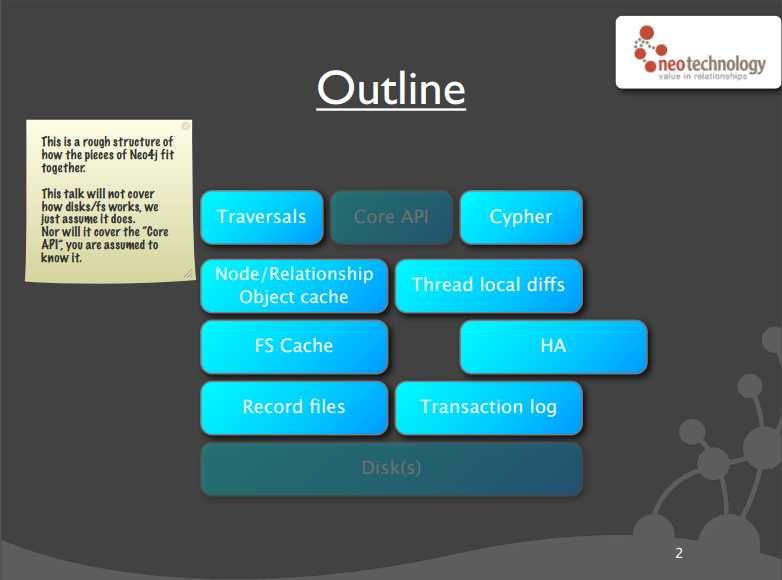 neotechnology
value in relationships
Outline
This is a rough structure of
how the pieces of Neo4j fit
together.
This talk will not cover
how disks/fs works, we
just assume it does.
Nor will it cover the “Core
API”, you are assumed to
know it.
Traversals
Core API
Cypher
Node/Relationship
Object cache
Thread local diffs
FS Cache
HA
Record files
Transaction log
Disk(s)
2